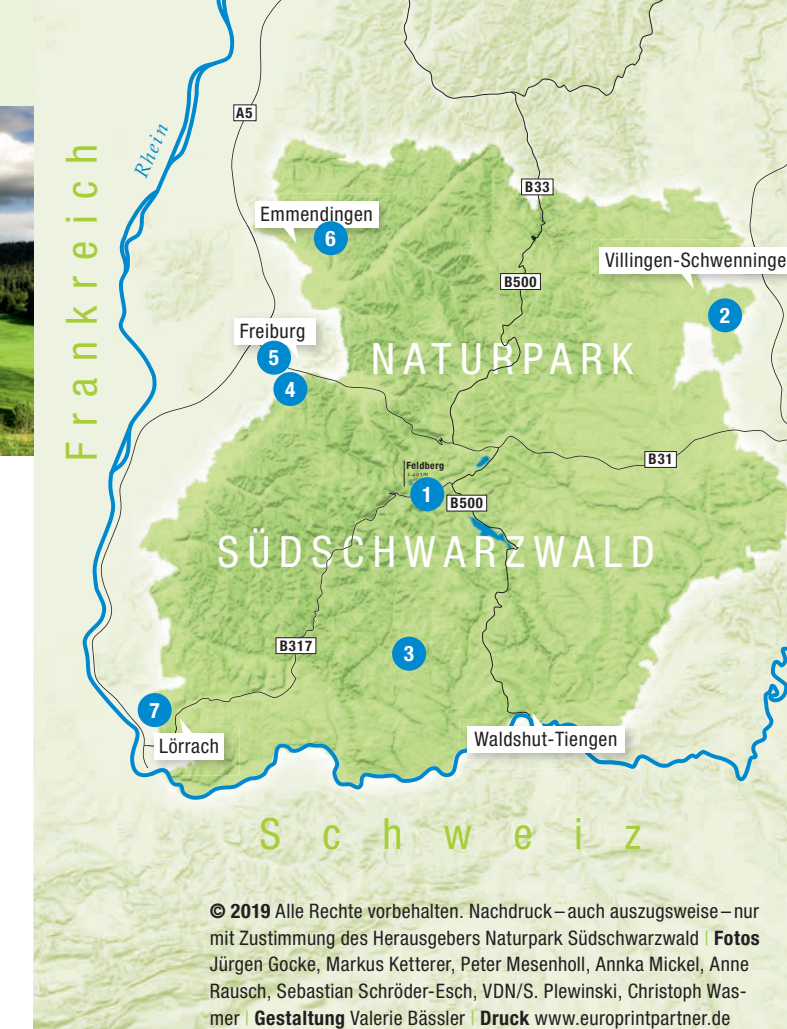 A5
Rhein
Frankreich
B33
Emmendingen
6
Villingen-Schwenninge
B500
2
Freiburg
5
NATURPARK
4
B31
Feldberg
1
B500
SÜDSCHWARZWALD
B317
3
7
Lörrach
Waldshut-Tiengen
Schweiz
© 2019 Alle Rechte vorbehalten. Nachdruck – auch auszugsweise – nur
mit Zustimmung des Herausgebers Naturpark Südschwarzwald | Fotos
Jürgen Gocke, Markus Ketterer, Peter Mesenholl, Annka Mickel, Anne
Rausch, Sebastian Schröder-Esch, VDN/S. Plewinski, Christoph Was-
mer | Gestaltung Valerie Bässler | Druck www.europrintpartner.de